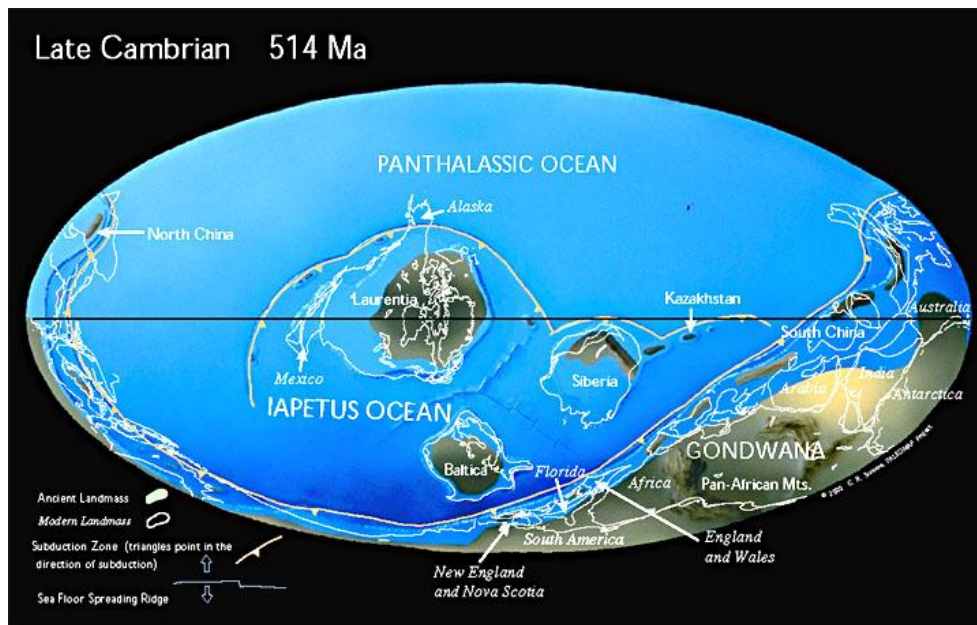 Late Cambrian 514 Ma
PANTHALASSIC OCEAN
Alaska
North China
Laurentia
Kazakhstan
Australia
South China
Mexico
Siberia
India
Arabia
Antarctica
IAPETUS OCEAN
GONDWANA
Baltica
Florida
Africa
Pan-African Mts.
South America
England
and Wales
New England
and Nova Scotia
Ancient Landmass
Modern Landmass
Subduction Zone (triangles point in the
direction of subduction)
Sea Floor Spreading Ridge